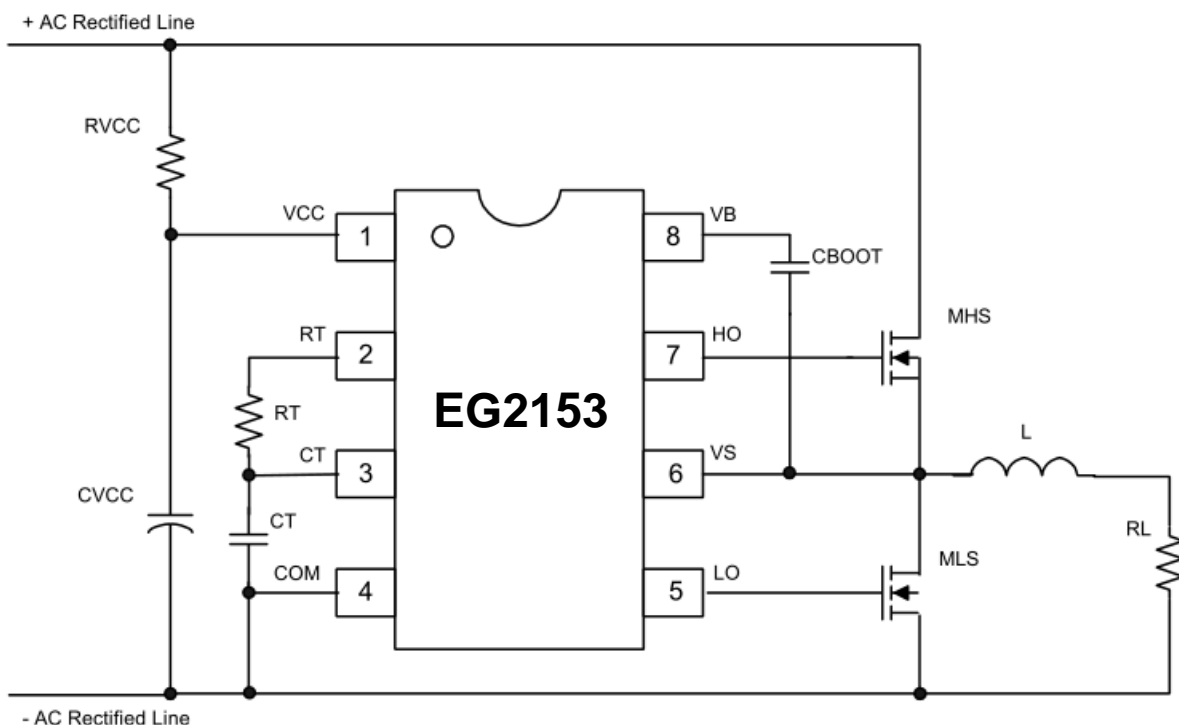 + AC Rectified Line
RVCC
VCC
1
8
VB
CBOOT
MHS
RT
2
7
HO
EG2153
RT
L
CT
3
6
VS
CVCC
CT
RL
MLS
COM
4
5
LO
- AC Rectified Line